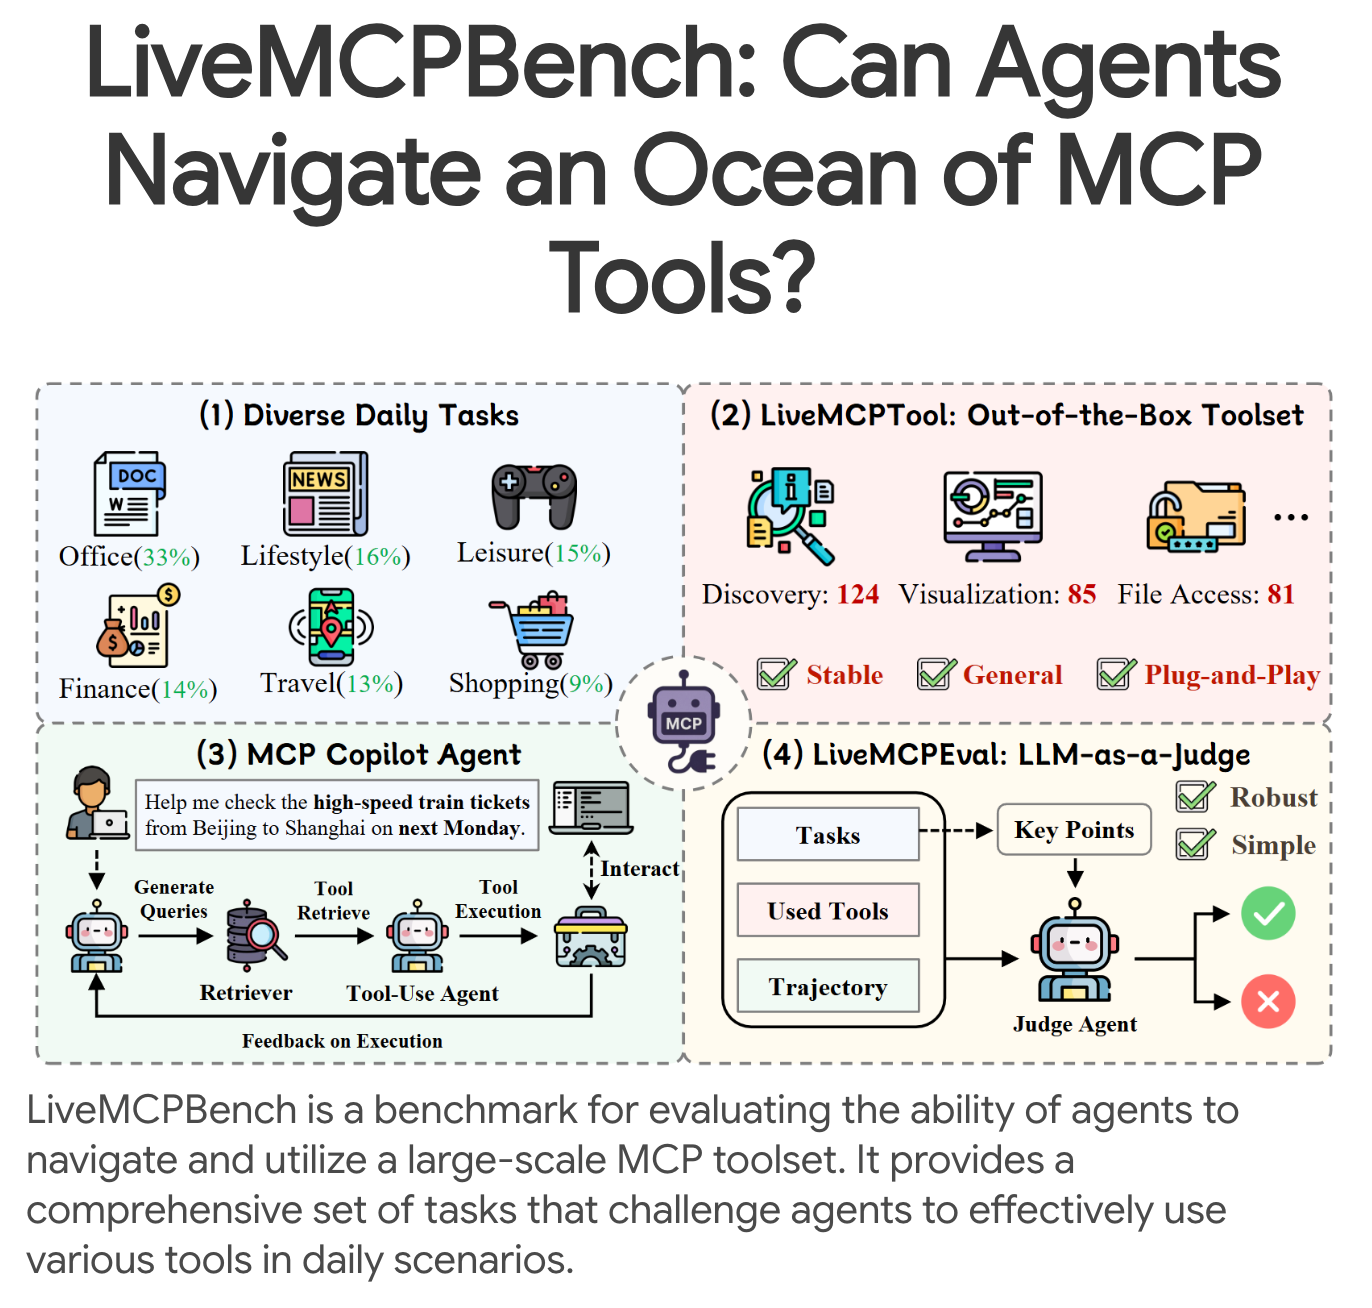 LiveMCPBench: Can Agents
Navigate an Ocean of MCP
Tools?
(1) Diverse Daily Tasks
DOC
W
NEWS
Office(33%)
Lifestyle(16%)
Leisure(15%)
Finance(14%)
Travel(13%)
Shopping(9%)
(2) LiveMCPTool: Out-of-the-Box Toolset
...
Discovery: 124
Visualization: 85
File Access: 81
Stable
General
Plug-and-Play
MCP
(3) MCP Copilot Agent
Help me check the high-speed train tickets
from Beijing to Shanghai on next Monday.
Interact
Generate
Queries
Tool
Retrieve
Tool
Execution
Retriever
Tool-Use Agent
Feedback on Execution
(4) LiveMCPEval: LLM-as-a-Judge
Robust
Simple
Tasks
Key Points
Used Tools
Trajectory
Judge Agent
LiveMCPBench is a benchmark for evaluating the ability of agents to
navigate and utilize a large-scale MCP toolset. It provides a
comprehensive set of tasks that challenge agents to effectively use
various tools in daily scenarios.